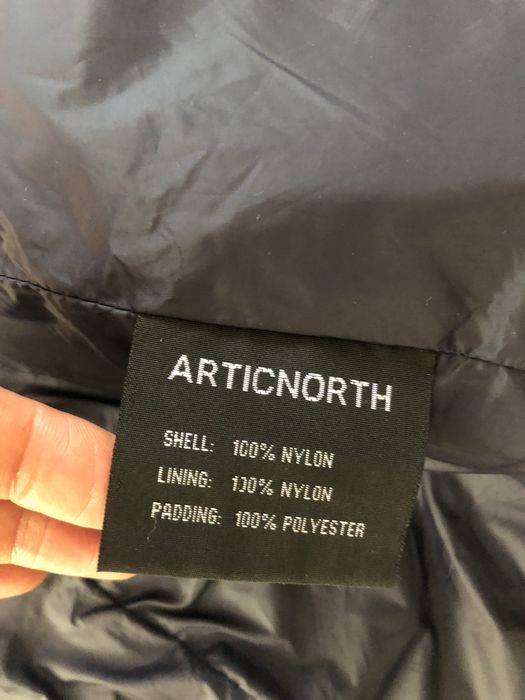 ARTICNORTH
SHELL: 100% NYLON
LINING: 100% NYLON
PADDING: 100% POLYESTER